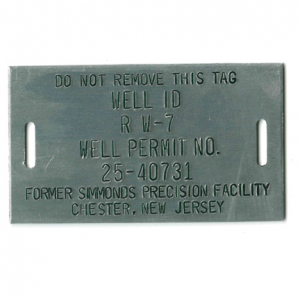 DO NOT REMOVE THIS TAG
WELL ID
R W-7
WELL PERMIT NO.
25-40731
FORMER SIMMONDS PRECISION FACILITY
CHESTER, NEW JERSEY